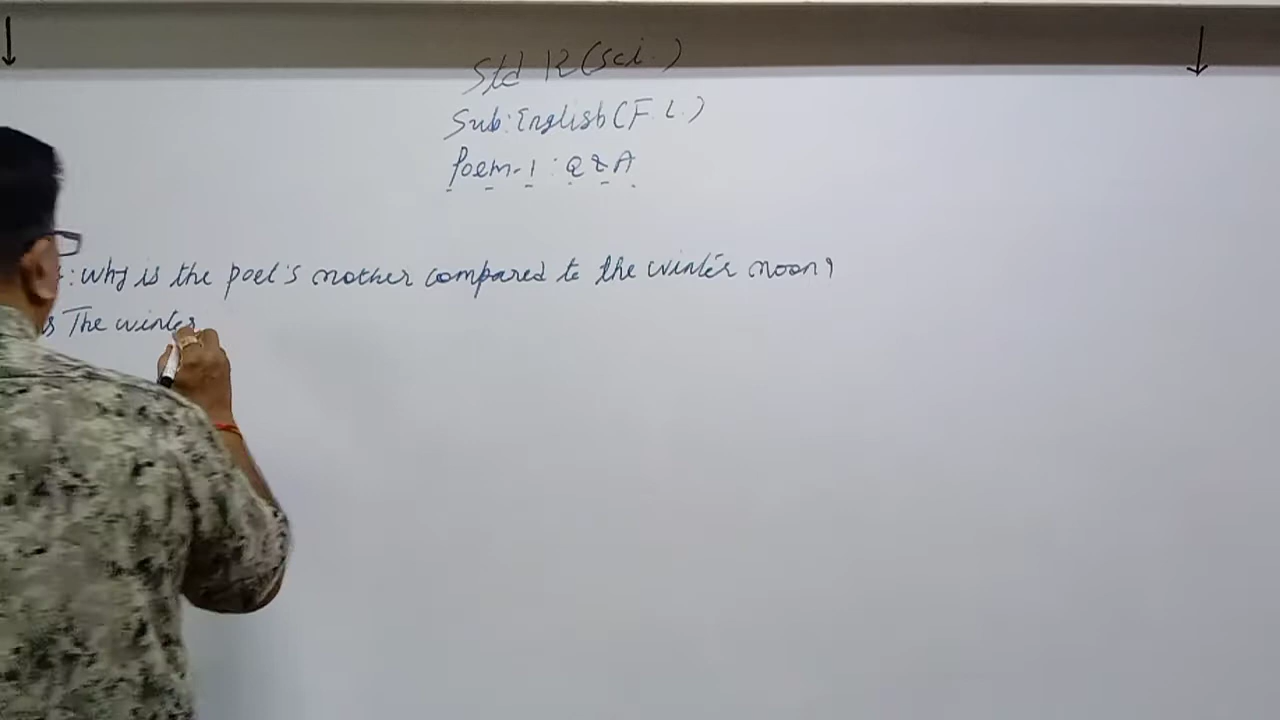 Std 12 (Sci.)
Sub: English (F.L.)
Poem-1: Q & A
: Why is the poet's mother compared to the winter moon?
s The winter